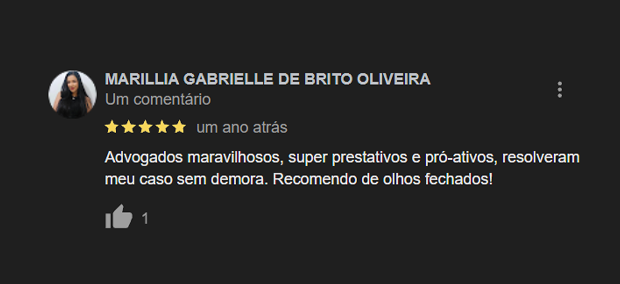 MARILLIA GABRIELLE DE BRITO OLIVEIRA
Um comentário
um ano atrás
Advogados maravilhosos, super prestativos e pró-ativos, resolveram
meu caso sem demora. Recomendo de olhos fechados!
1